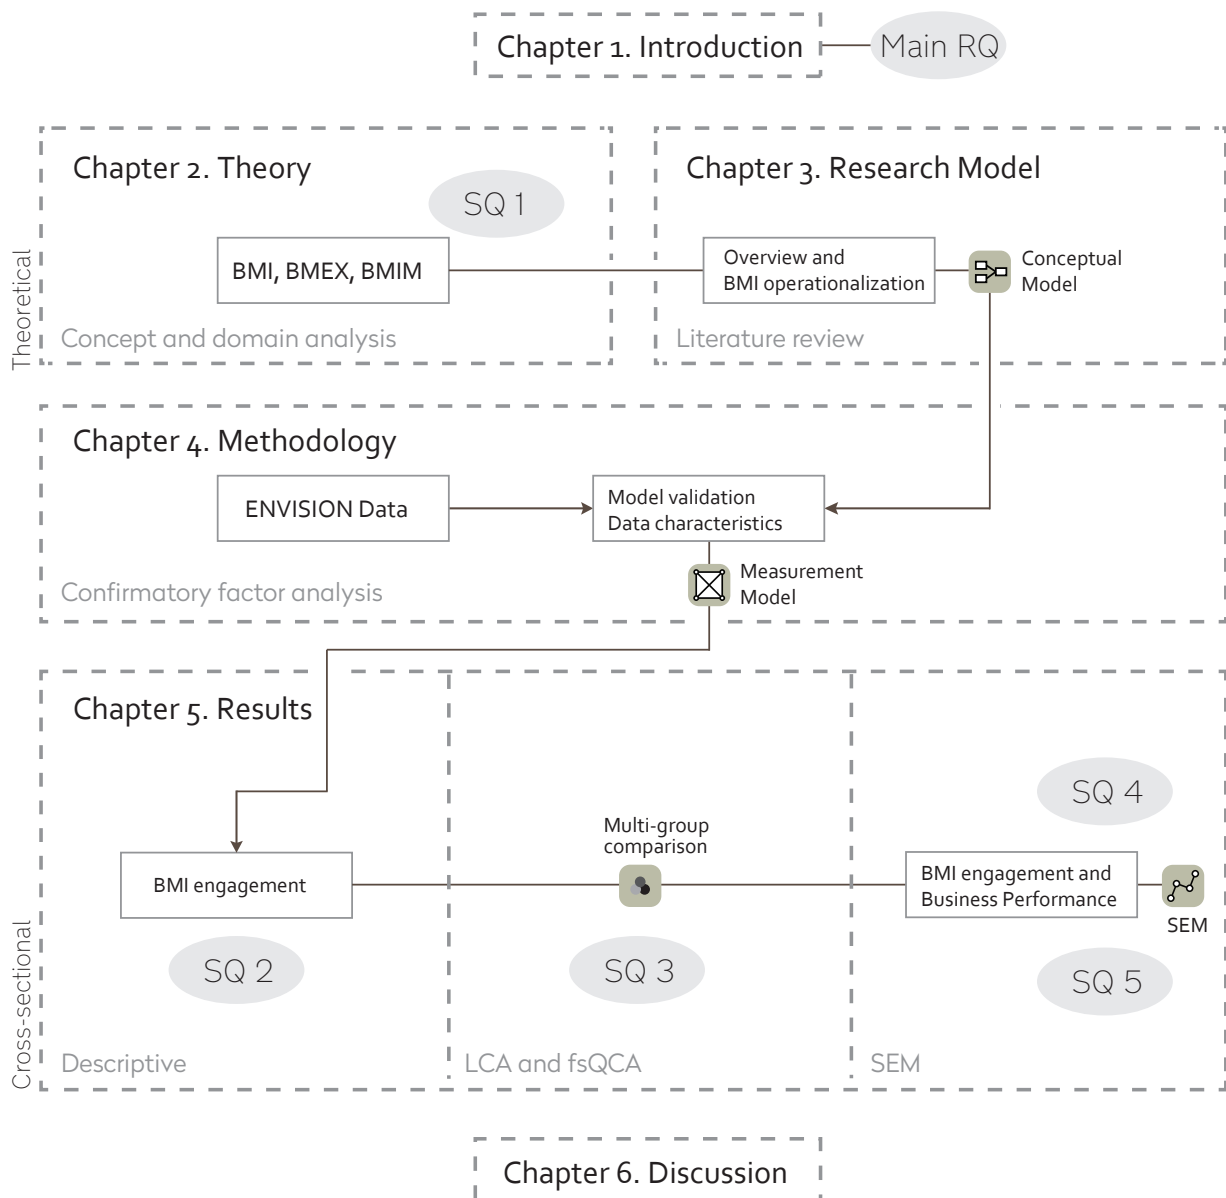 Chapter 1. Introduction
Main RQ
Theoretical
Chapter 2. Theory
SQ 1
BMI, BMEX, BMIM
Concept and domain analysis
Chapter 3. Research Model
Overview and
BMI operationalization
Conceptual
Model
Literature review
Chapter 4. Methodology
ENVISION Data
Model validation
Data characteristics
Measurement
Model
Confirmatory factor analysis
Cross-sectional
Chapter 5. Results
BMI engagement
SQ 2
Descriptive
Multi-group
comparison
SQ 3
LCA and fsQCA
SQ 4
BMI engagement and
Business Performance
SEM
SQ 5
SEM
Chapter 6. Discussion